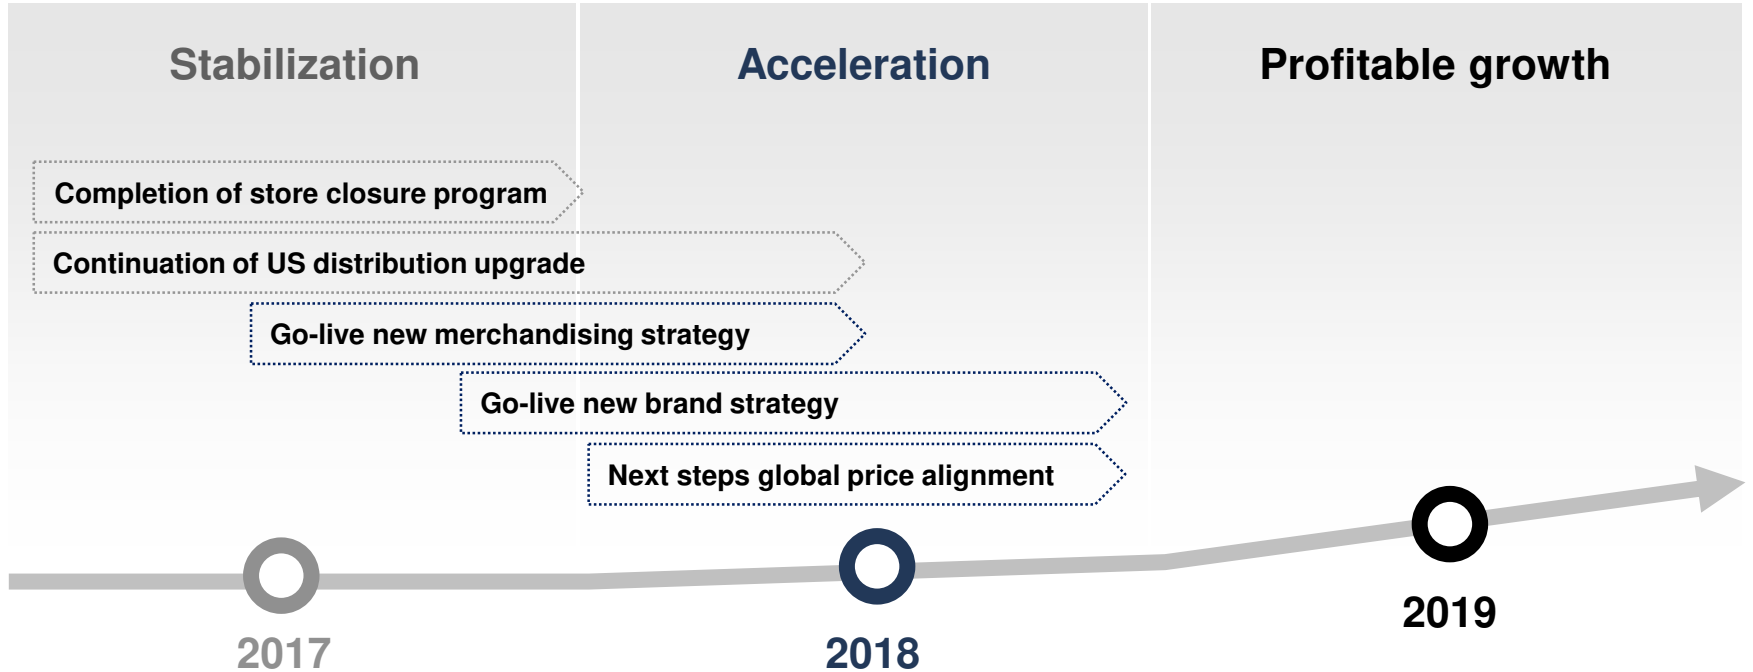 Stabilization
Acceleration
Profitable growth
Completion of store closure program
Continuation of US distribution upgrade
Go-live new merchandising strategy
Go-live new brand strategy
Next steps global price alignment
2017
2018
2019